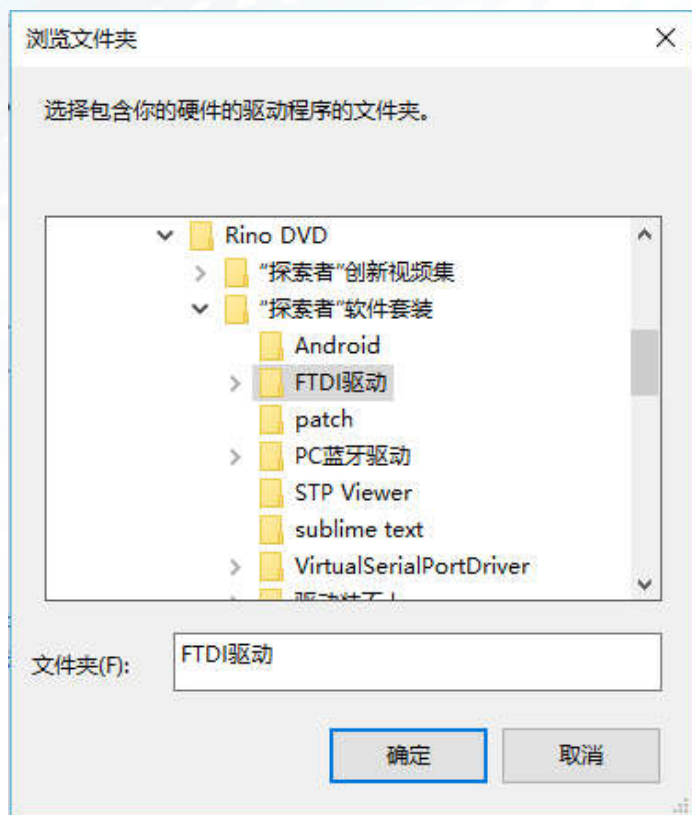 浏览文件夹
选择包含你的硬件的驱动程序的文件夹。
Rino DVD
“探索者”创新视频集
“探索者”软件套装
Android
FTDI驱动
patch
PC蓝牙驱动
STP Viewer
sublime text
VirtualSerialPortDriver
文件夹(F):
FTDI驱动
确定
取消